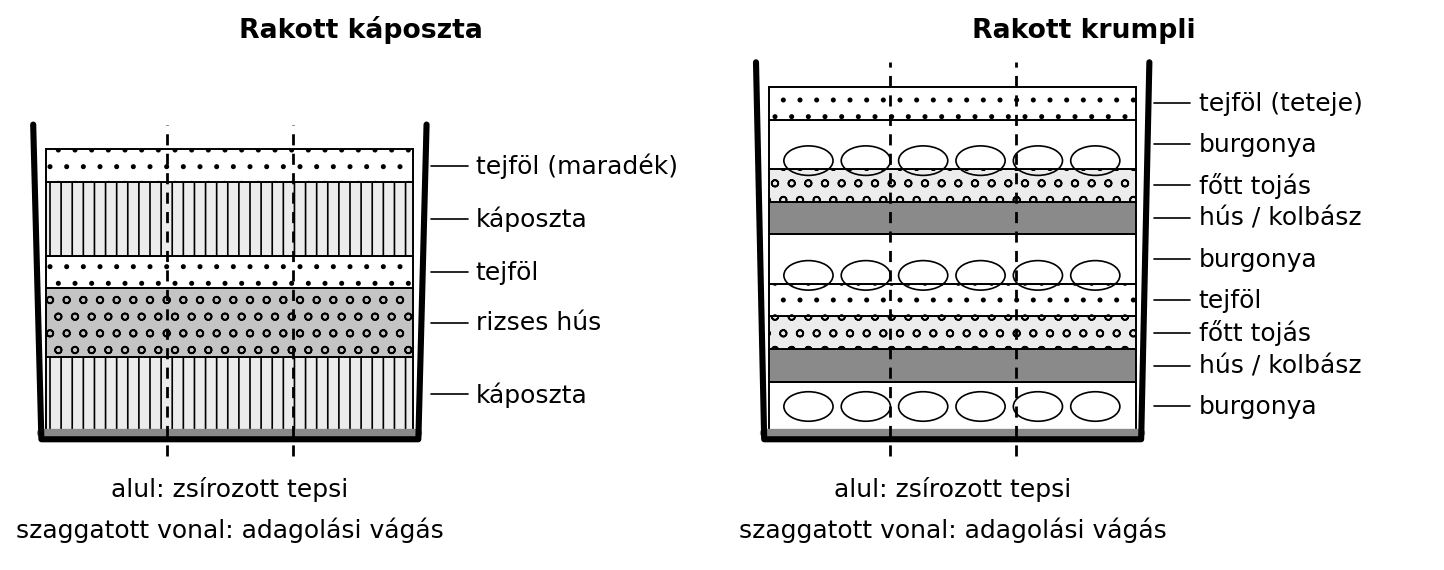 Rakott káposzta
tejföl (maradék)
káposzta
tejföl
rizses hús
káposzta
alul: zsírozott tepsi
szaggatott vonal: adagolási vágás
Rakott krumpli
tejföl (teteje)
burgonya
főtt tojás
hús / kolbász
burgonya
tejföl
főtt tojás
hús / kolbász
burgonya
alul: zsírozott tepsi
szaggatott vonal: adagolási vágás